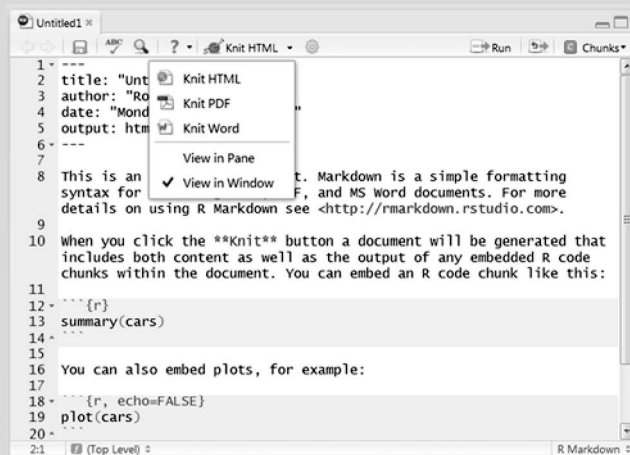 Untitled1
ABC ? Knit HTML Run Chunks
1 ---
2 title: "Unt
3 author: "Ro
4 date: "Mond "
5 output: htm
6 ---
Knit HTML
Knit PDF
Knit Word
View in Pane
View in Window
7
8 This is an t. Markdown is a simple formatting
syntax for F, and MS Word documents. For more
details on using R Markdown see <http://rmarkdown.rstudio.com>.
9
10 When you click the **Knit** button a document will be generated that
includes both content as well as the output of any embedded R code
chunks within the document. You can embed an R code chunk like this:
11
12 ```{r}
13 summary(cars)
14 ```
15
16 You can also embed plots, for example:
17
18 ```{r, echo=FALSE}
19 plot(cars)
20 ```
2:1 (Top Level) R Markdown